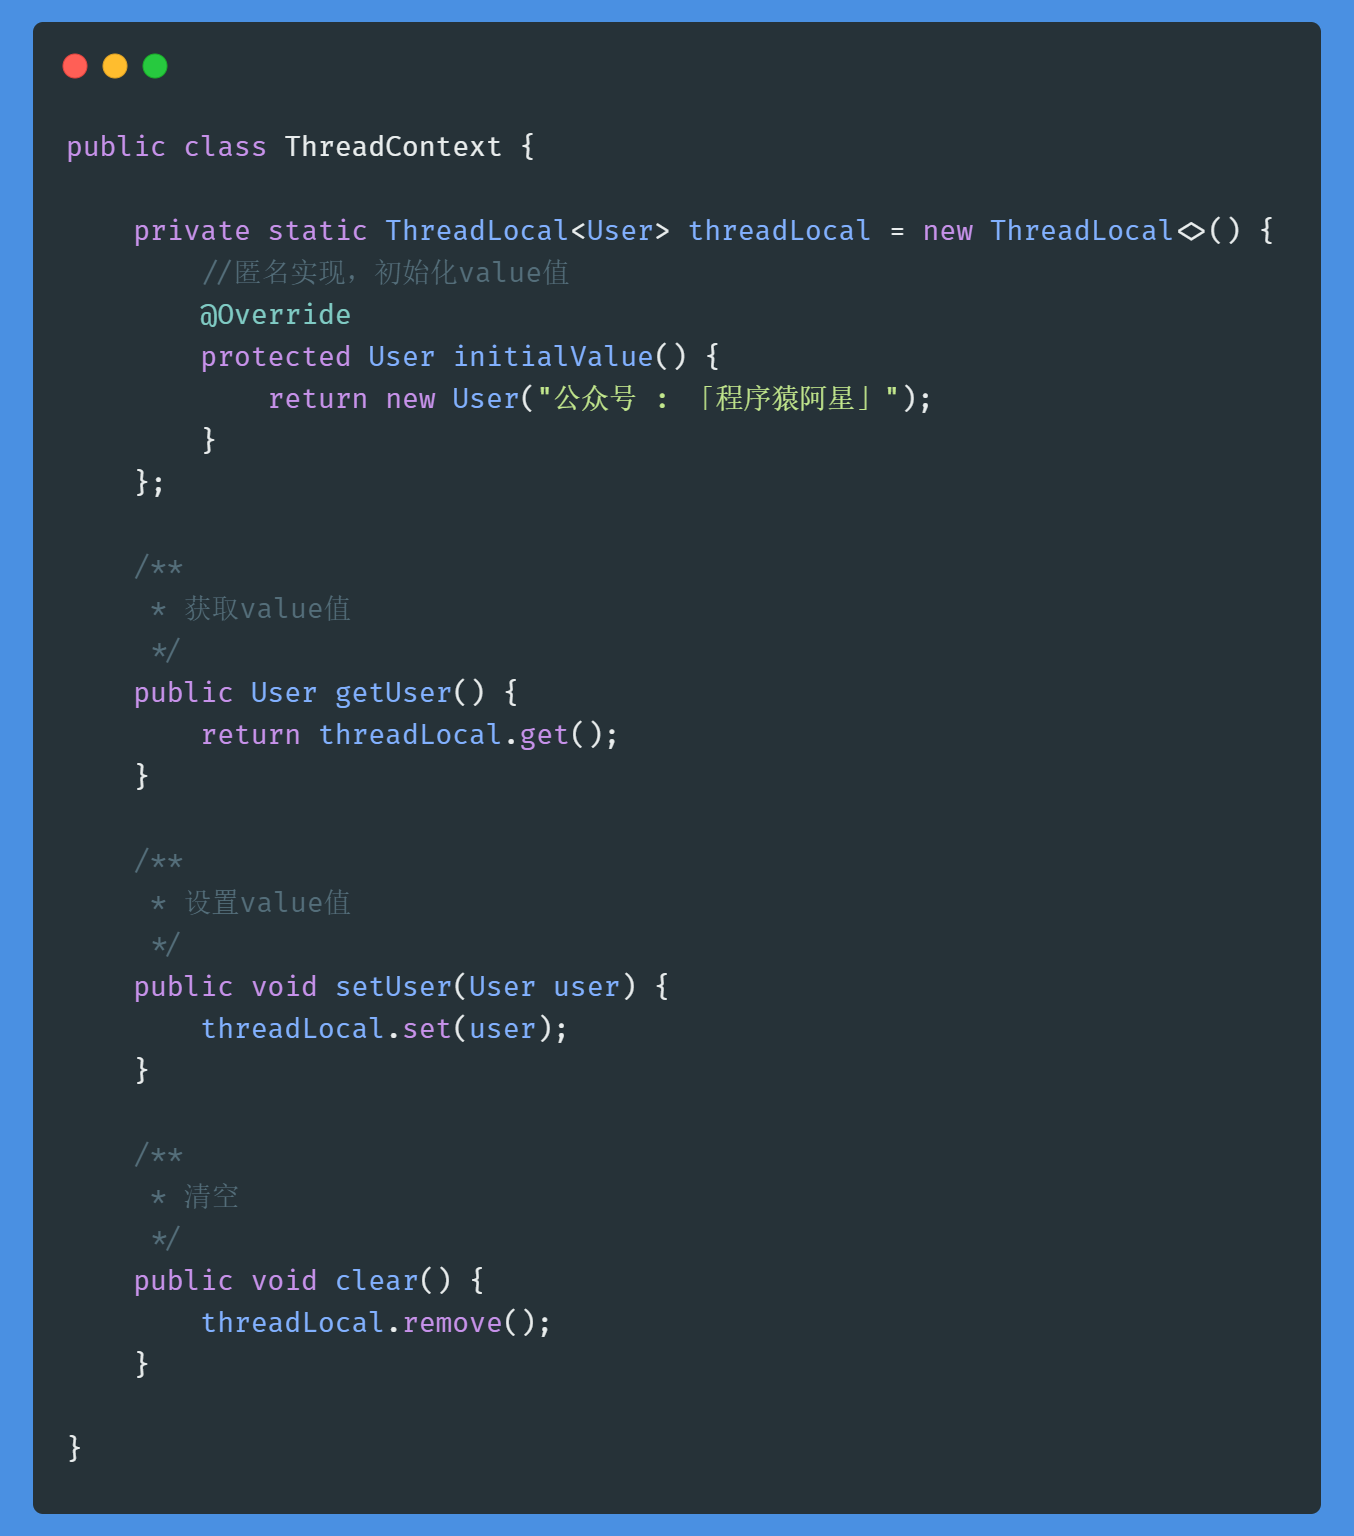 public class ThreadContext {
    private static ThreadLocal<User> threadLocal = new ThreadLocal<>() {
        //匿名实现，初始化value值
        @Override
        protected User initialValue() {
            return new User("公众号 : 「程序猿阿星」");
        }
    };
    /**
     * 获取value值
     */
    public User getUser() {
        return threadLocal.get();
    }
    /**
     * 设置value值
     */
    public void setUser(User user) {
        threadLocal.set(user);
    }
    /**
     * 清空
     */
    public void clear() {
        threadLocal.remove();
    }
}